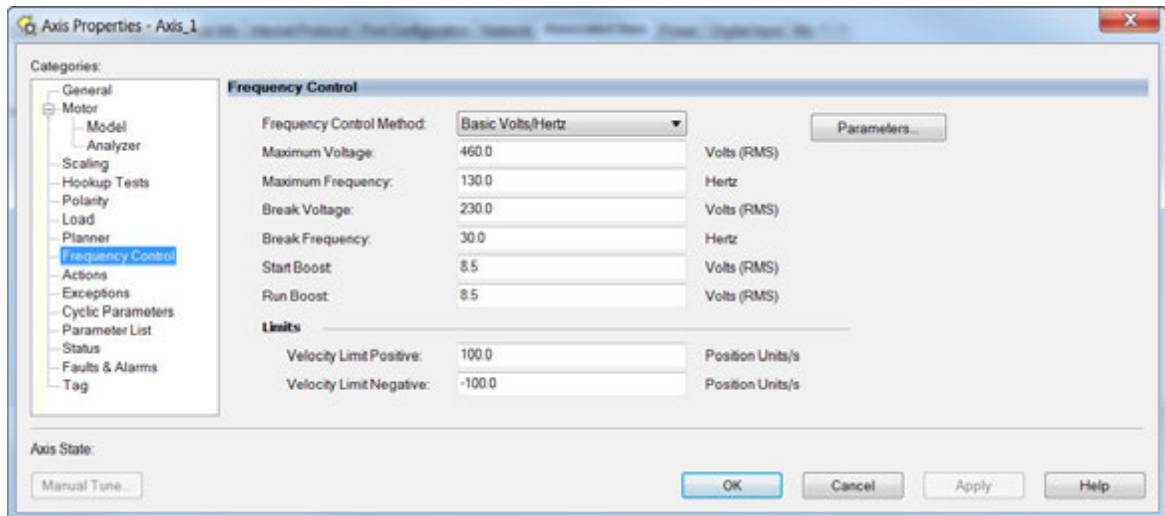 Axis Properties - Axis_1
Categories:
General
Motor
Model
Analyzer
Scaling
Hookup Tests
Polarity
Load
Planner
Frequency Control
Actions
Exceptions
Cyclic Parameters
Parameter List
Status
Faults & Alarms
Tag
Frequency Control
Frequency Control Method: Basic Volts/Hertz Parameters...
Maximum Voltage: 460.0 Volts (RMS)
Maximum Frequency: 130.0 Hertz
Break Voltage: 230.0 Volts (RMS)
Break Frequency: 30.0 Hertz
Start Boost: 8.5 Volts (RMS)
Run Boost: 8.5 Volts (RMS)
Limits
Velocity Limit Positive: 100.0 Position Units/s
Velocity Limit Negative: -100.0 Position Units/s
Axis State:
Manual Tune... OK Cancel Apply Help